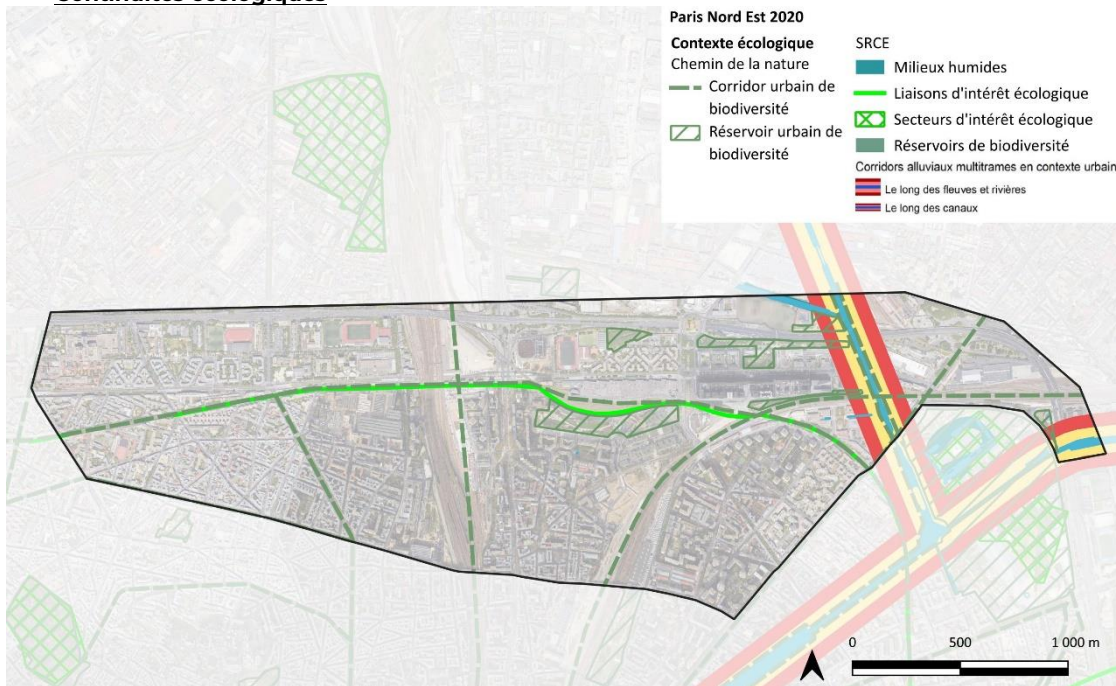 Continuités écologiques
Paris Nord Est 2020
Contexte écologique
Chemin de la nature
Corridor urbain de
biodiversité
Réservoir urbain de
biodiversité
SRCE
Milieux humides
Liaisons d'intérêt écologique
Secteurs d'intérêt écologique
Réservoirs de biodiversité
Corridors alluviaux multitrames en contexte urbain
Le long des fleuves et rivières
Le long des canaux
0 500 1 000 m